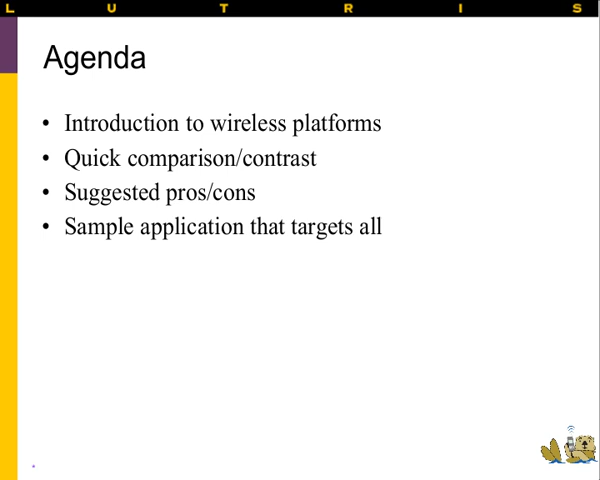 L U T R I S
Agenda
• Introduction to wireless platforms
• Quick comparison/contrast
• Suggested pros/cons
• Sample application that targets all